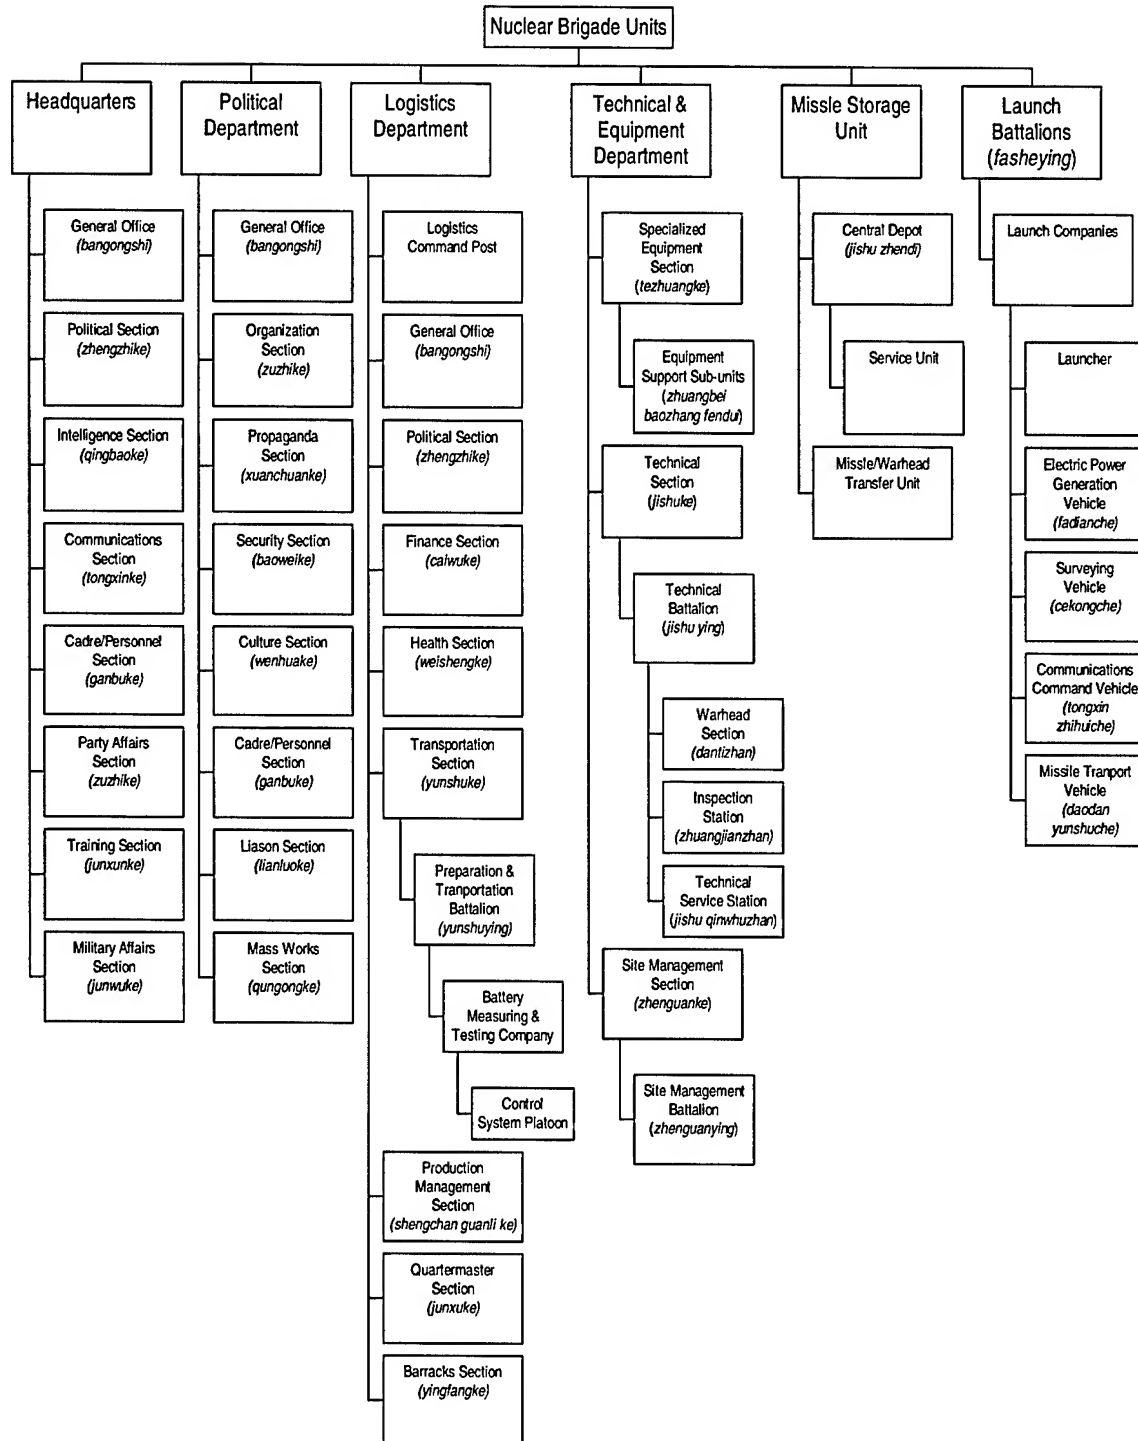 Nuclear Brigade Units
Headquarters
General Office
(bangongshi)
Political Section
(zhengzhike)
Intelligence Section
(qingbaoke)
Communications
Section
(tongxinke)
Cadre/Personnel
Section
(ganbuke)
Party Affairs
Section
(zuzhike)
Training Section
(junxunke)
Military Affairs
Section
(junwuke)
Political
Department
General Office
(bangongshi)
Organization
Section
(zuzhike)
Propaganda
Section
(xuanchuanke)
Security Section
(baoweike)
Culture Section
(wenhuake)
Cadre/Personnel
Section
(ganbuke)
Liason Section
(lianluoke)
Mass Works
Section
(qungongke)
Logistics
Department
Logistics
Command Post
General Office
(bangongshi)
Political Section
(zhengzhike)
Finance Section
(caiwuke)
Health Section
(weishengke)
Transportation
Section
(yunshuke)
Preparation &
Tranportation
Battalion
(yunshuying)
Battery
Measuring &
Testing Company
Control
System Platoon
Production
Management
Section
(shengchan guanli ke)
Quartermaster
Section
(junxuke)
Barracks Section
(yingfangke)
Technical &
Equipment
Department
Specialized
Equipment
Section
(tezhuangke)
Equipment
Support Sub-units
(zhuangbei
baozhang fendui)
Technical
Section
(jishuke)
Technical
Battalion
(jishu ying)
Warhead
Section
(dantizhan)
Inspection
Station
(zhuangjianzhan)
Technical
Service Station
(jishu qinwhuzhan)
Site Management
Section
(zhenguanke)
Site Management
Battalion
(zhenguanying)
Missle Storage
Unit
Central Depot
(jishu zhendi)
Service Unit
Missle/Warhead
Transfer Unit
Launch
Battalions
(fasheying)
Launch Companies
Launcher
Electric Power
Generation
Vehicle
(fadianche)
Surveying
Vehicle
(cekongche)
Communications
Command Vehicle
(tongxin
zhihuiche)
Missile Tranport
Vehicle
(daodan
yunshuche)